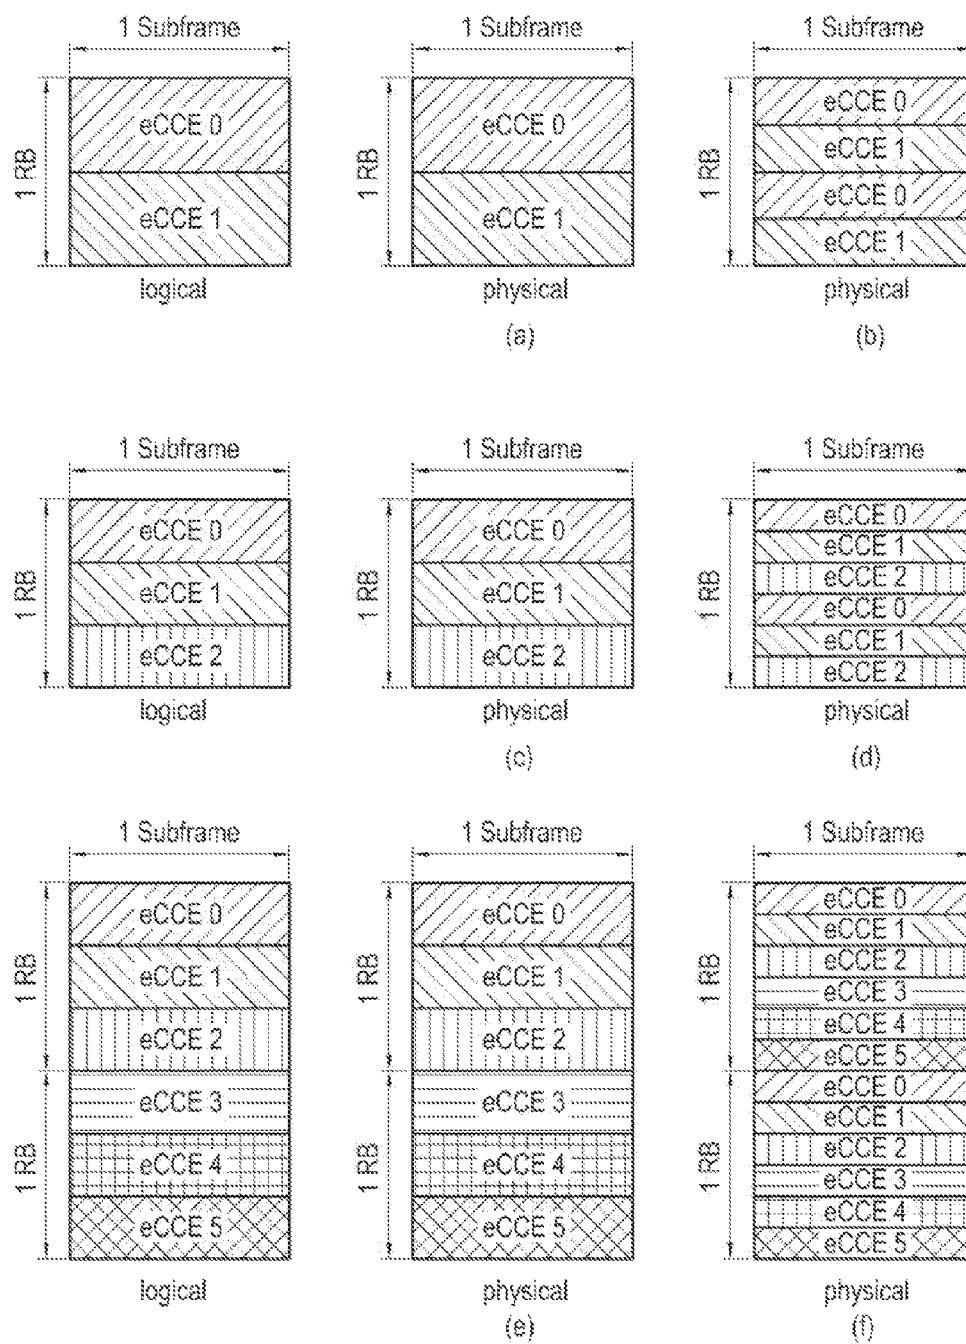 1 Subframe 1 Subframe 1 Subframe
1 RB 1 RB 1 RB
eCCE 0 eCCE 0 eCCE 0
eCCE 1
eCCE 1 eCCE 1 eCCE 0
eCCE 1
logical physical physical
(a) (b)
1 Subframe 1 Subframe 1 Subframe
1 RB 1 RB 1 RB
eCCE 0 eCCE 0 eCCE 0
eCCE 1
eCCE 1 eCCE 1 eCCE 2
eCCE 0
eCCE 2 eCCE 2 eCCE 1
eCCE 2
logical physical physical
(c) (d)
1 Subframe 1 Subframe 1 Subframe
1 RB 1 RB 1 RB
eCCE 0 eCCE 0 eCCE 0
eCCE 1
eCCE 1 eCCE 1 eCCE 2
eCCE 3
eCCE 2 eCCE 2 eCCE 4
eCCE 5
1 RB 1 RB 1 RB
eCCE 3 eCCE 3 eCCE 0
eCCE 1
eCCE 4 eCCE 4 eCCE 2
eCCE 3
eCCE 5 eCCE 5 eCCE 4
eCCE 5
logical physical physical
(e) (f)